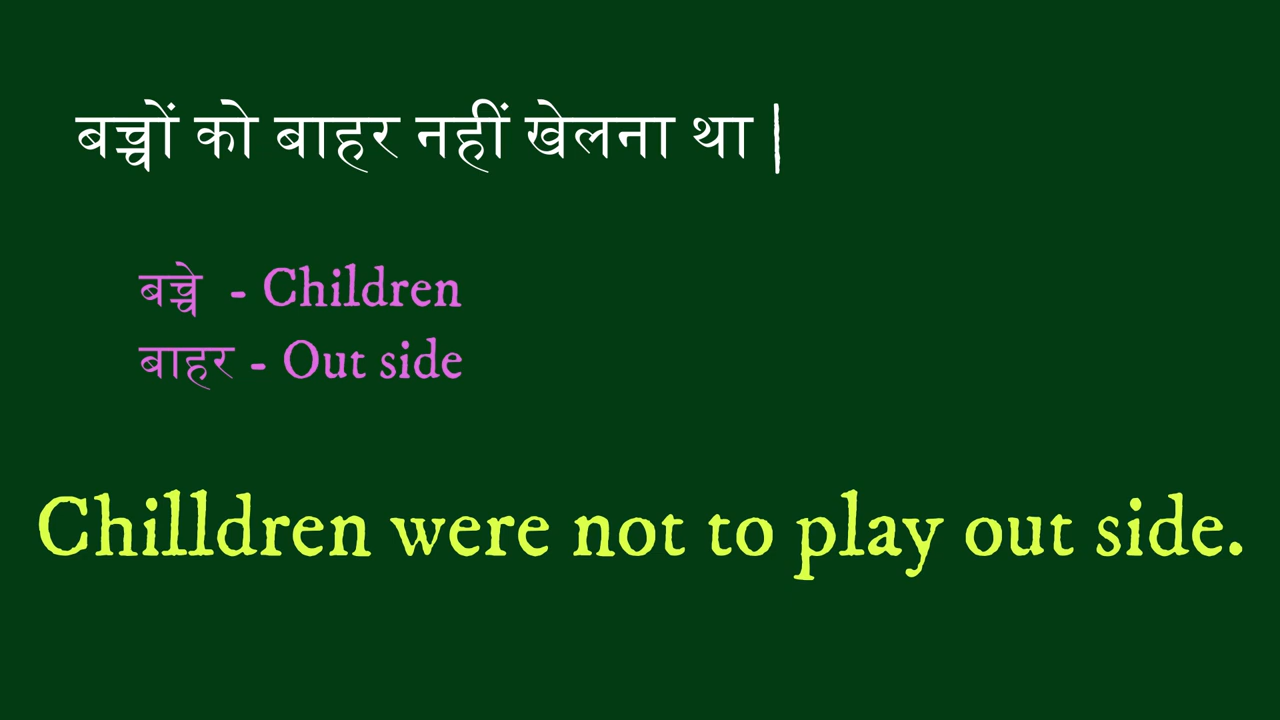 बच्चों को बाहर नहीं खेलना था |
बच्चे - Children
बाहर - Out side
Chilldren were not to play out side.